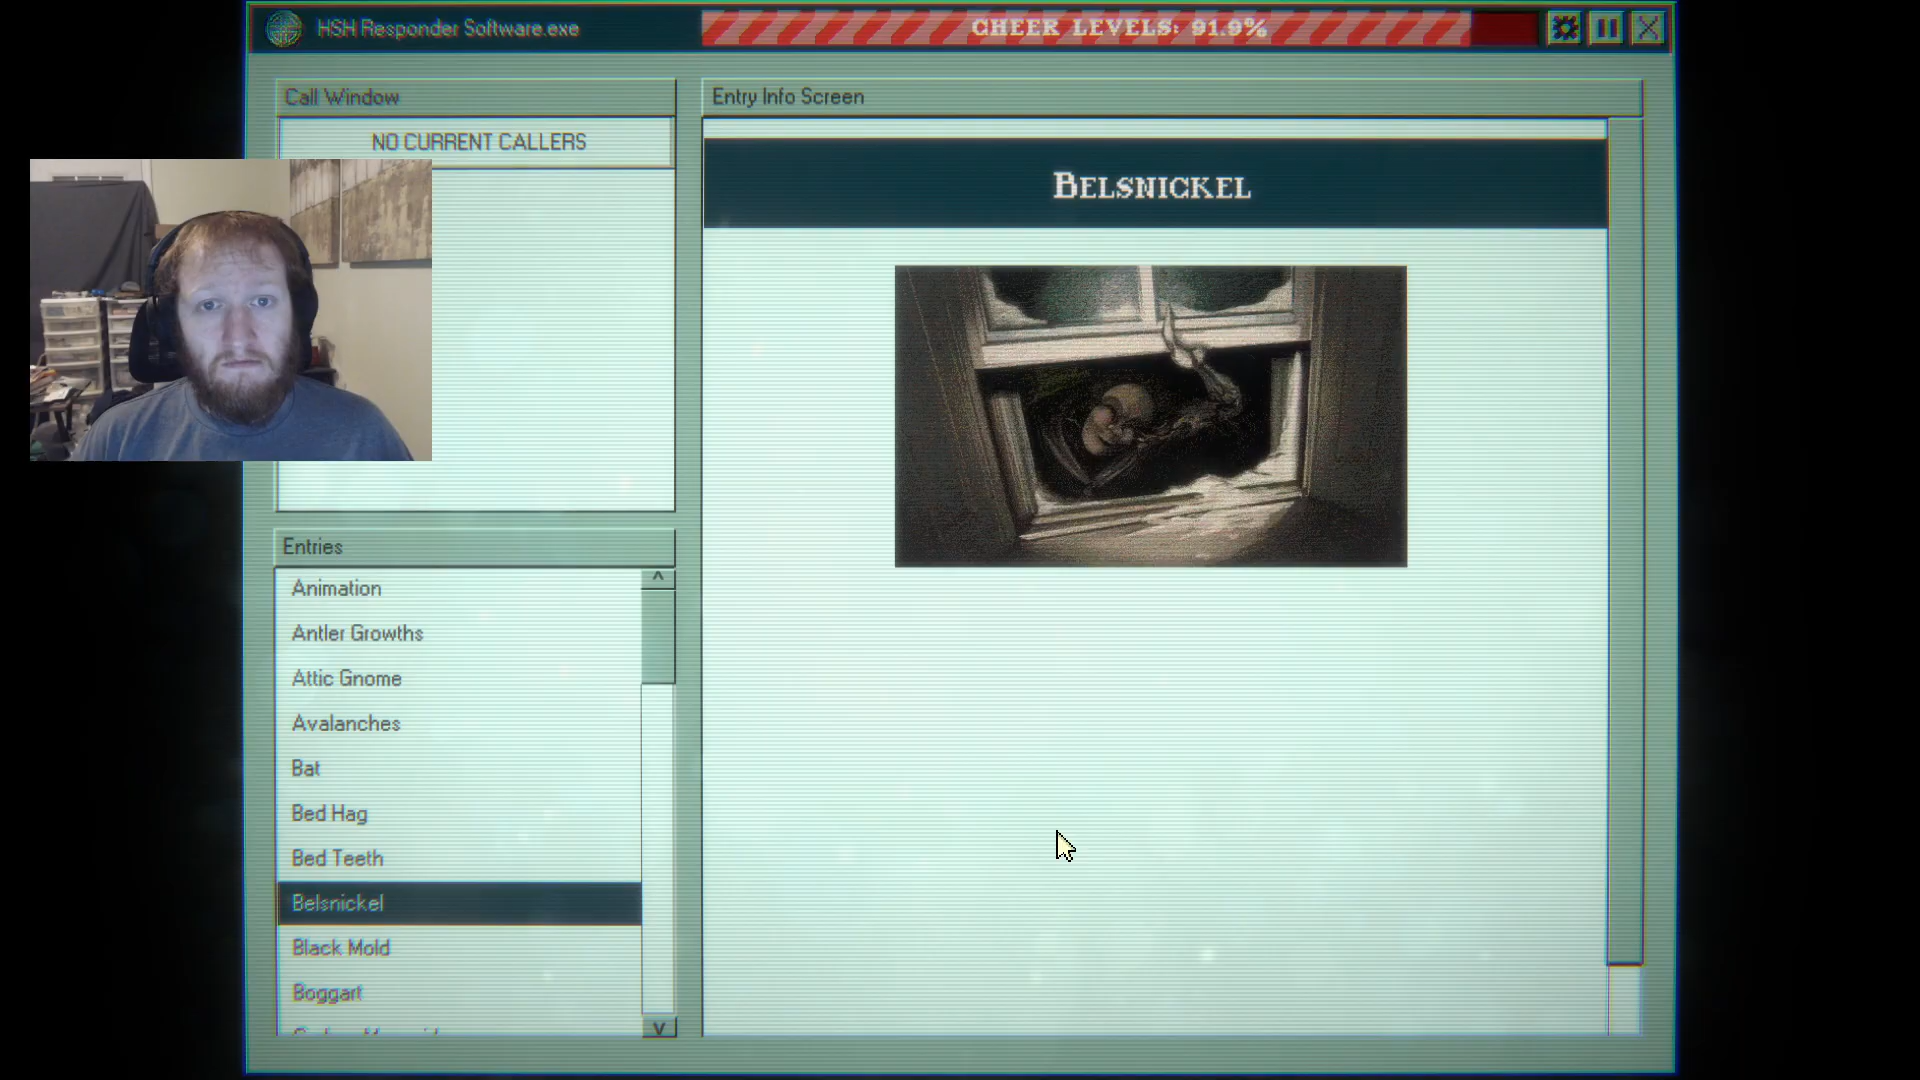 HSH Responder Software.exe
CHEER LEVELS: 91.9%
Call Window
NO CURRENT CALLERS
Entry Info Screen
BELSNICKEL
Entries
Animation
Antler Growths
Attic Gnome
Avalanches
Bat
Bed Hag
Bed Teeth
Belsnickel
Black Mold
Boggart